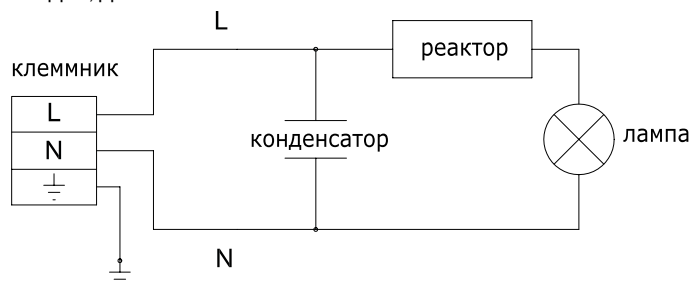 L
реактор
клеммник
L
N
конденсатор
лампа
N